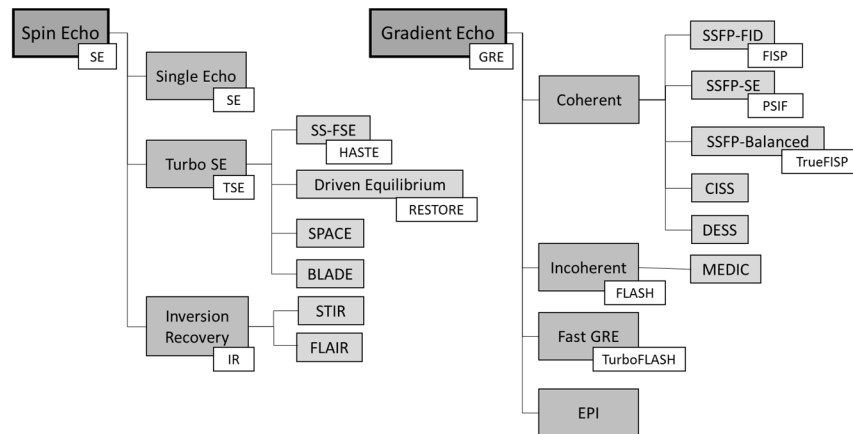 Spin Echo
SE
Single Echo
SE
Turbo SE
TSE
SS-FSE
HASTE
Driven Equilibrium
RESTORE
SPACE
BLADE
Inversion
Recovery
IR
STIR
FLAIR
Gradient Echo
GRE
Coherent
SSFP-FID
FISP
SSFP-SE
PSIF
SSFP-Balanced
TrueFISP
CISS
DESS
Incoherent
FLASH
MEDIC
Fast GRE
TurboFLASH
EPI